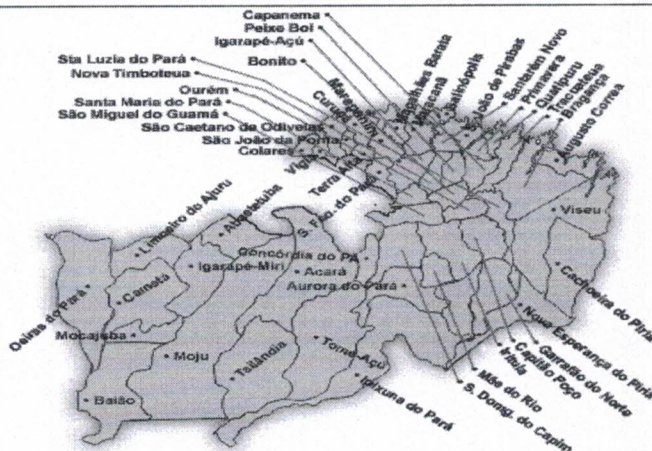 Capanema
Peixe Boi
Igarapé-Açú
Sta Luzia do Pará
Bonito
Nova Timboteua
Ourém
Santa Maria do Pará
São Miguel do Guamá
São Caetano de Odivelas
São João da Ponta
Colares
Vigia
Curuçá
Marapanim
Magalhães Barata
Maracanã
Salinópolis
S. João de Pirabas
Santarém Novo
Primavera
Quatipuru
Tracuateua
Bragança
Augusto Correa
Terra Alta
S. Fco. do Pará
Viseu
Limoeiro do Ajuru
Abaetetuba
Concórdia do PA
Igarapé-Miri
Acará
Aurora do Pará
Cachoeira do Piriá
Oeiras do Pará
Cametá
Mocajuba
Nova Esperança do Piriá
Moju
Tailândia
Tomé-Açú
Garrafão do Norte
Capitão Poço
Irituia
Mãe do Rio
S. Domg. do Capim
Ipixuna do Pará
Baião